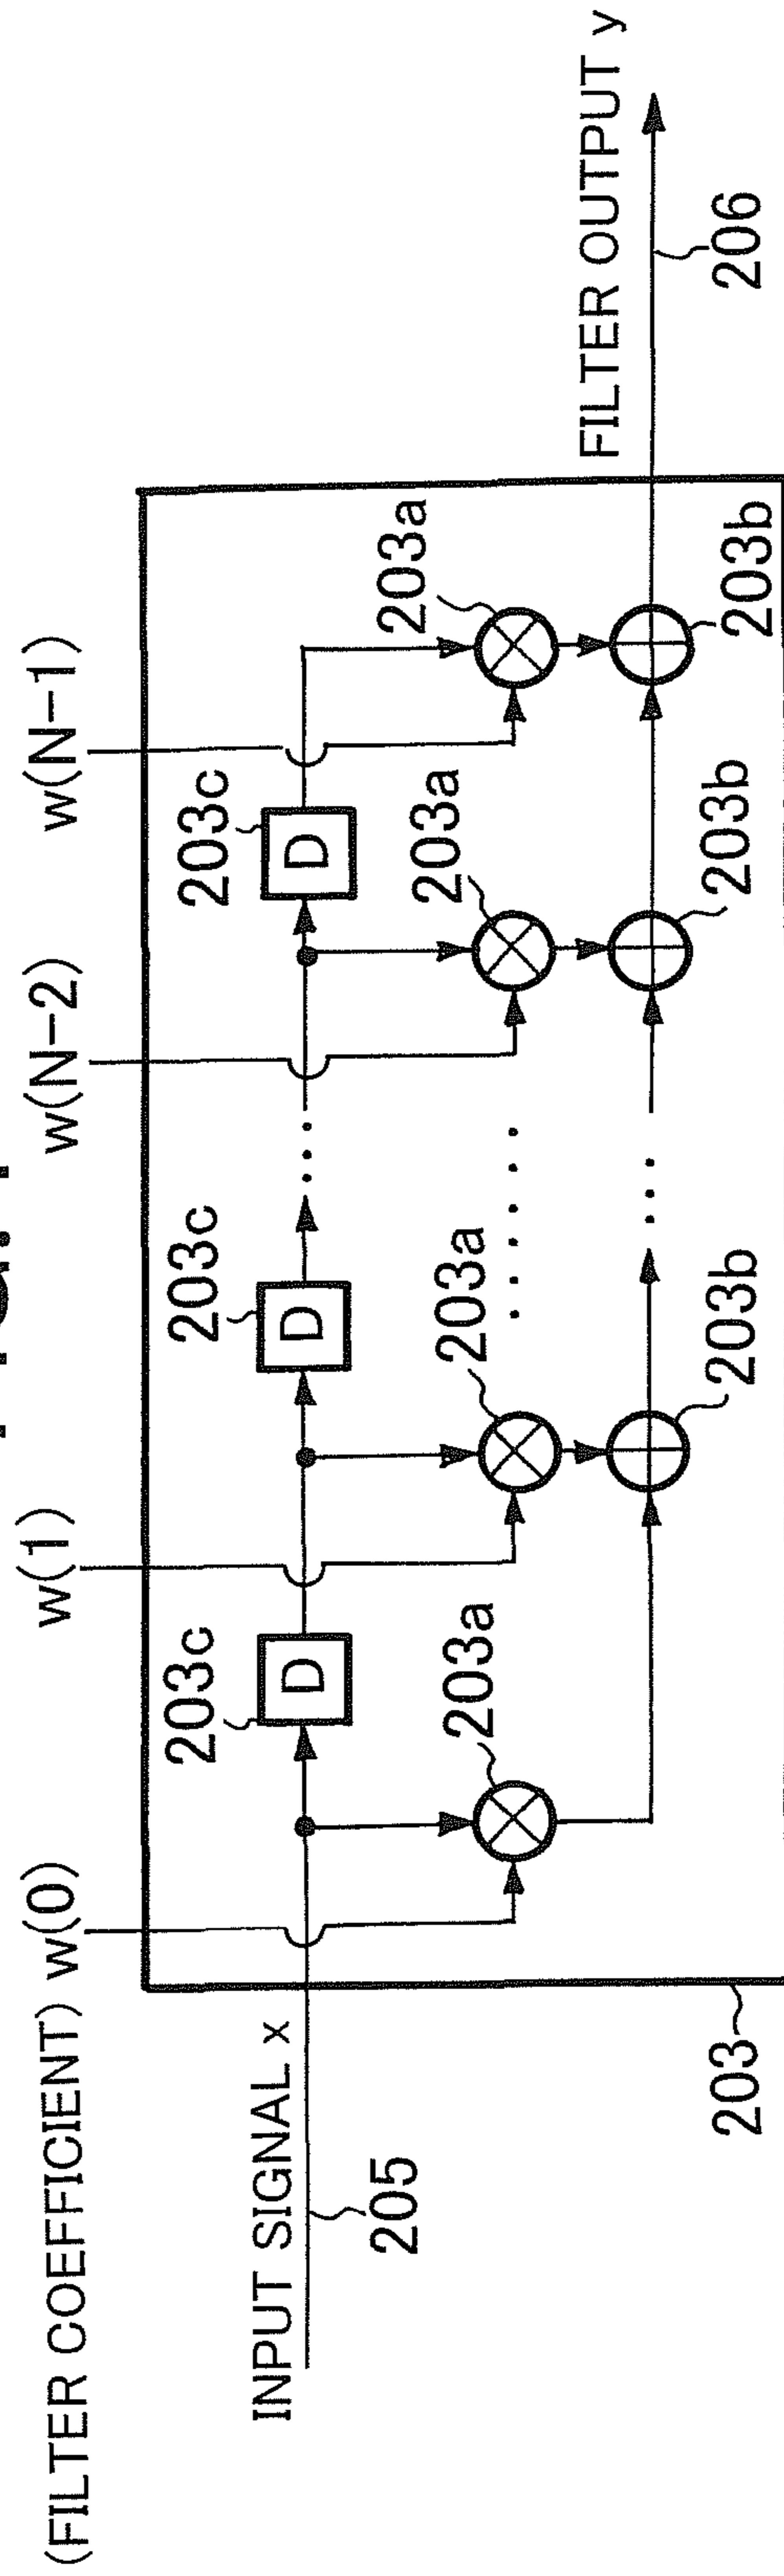 (FILTER COEFFICIENT) w(0) w(1) w(N-2) w(N-1)
INPUT SIGNAL x
205
203c
D
203c
D
203c
D
203a
203a
203a
203a
203b
203b
203b
FILTER OUTPUT y
206
203